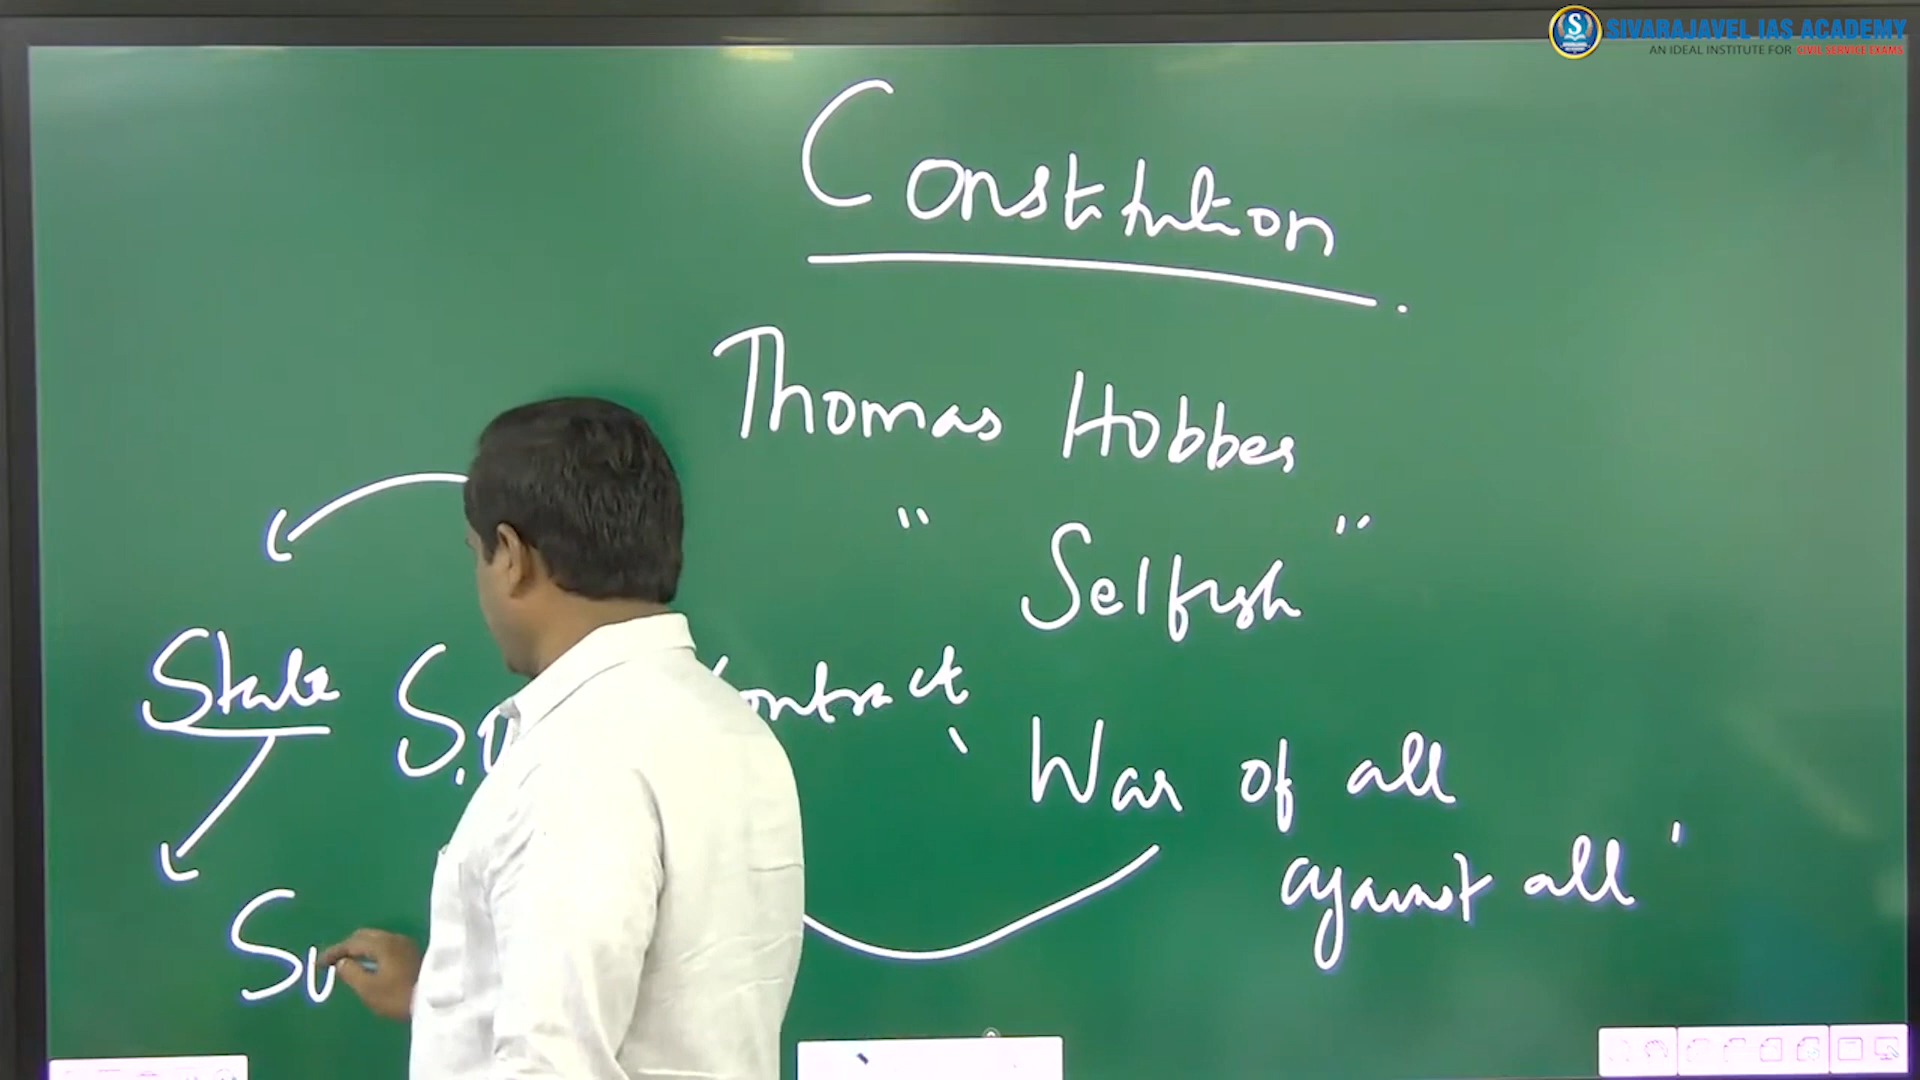 SIVARAJAVEL IAS ACADEMY
AN IDEAL INSTITUTE FOR CIVIL SERVICE EXAMS
Constitution
Thomas Hobbes
" Selfish "
State
' War of all
against all '